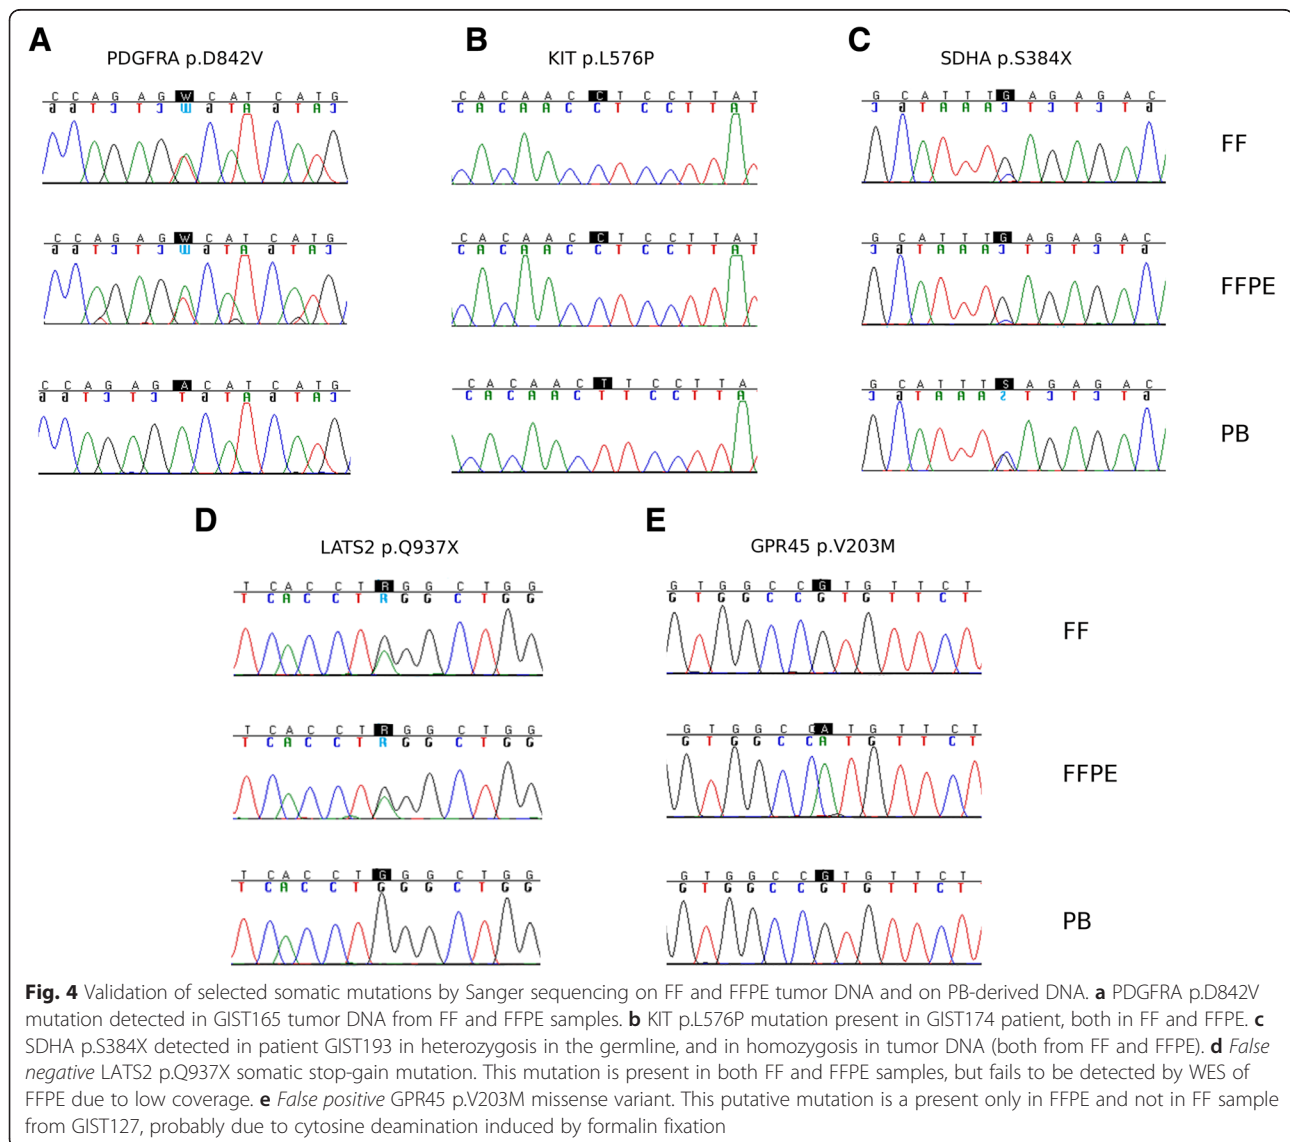 A
PDGFRA p.D842V
B
KIT p.L576P
C
SDHA p.S384X
C C A G A G W C A T C A T G
C A C A A C C T C C T T A T
C A C A A C C T C C T T A T
G C A T T T G A G A G A C
FF
C C A G A G W C A T C A T G
C A C A A C C T C C T T A T
C A C A A C C T C C T T A T
G C A T T T G A G A G A C
FFPE
C C A G A G A C A T C A T G
C A C A A C T T C C T T A
C A C A A C T T C C T T A
G C A T T T S A G A G A C
PB
D
LATS2 p.Q937X
E
GPR45 p.V203M
T C A C C T R G G C T G G
T C A C C T R G G C T G G
G T G G C C G T G T T C T
G T G G C C G T G T T C T
FF
T C A C C T R G G C T G G
T C A C C T R G G C T G G
G T G G C C A T G T T C T
G T G G C C A T G T T C T
FFPE
T C A C C T G G G C T G G
T C A C C T G G G C T G G
G T G G C C G T G T T C T
G T G G C C G T G T T C T
PB
Fig. 4 Validation of selected somatic mutations by Sanger sequencing on FF and FFPE tumor DNA and on PB-derived DNA. a PDGFRA p.D842V
mutation detected in GIST165 tumor DNA from FF and FFPE samples. b KIT p.L576P mutation present in GIST174 patient, both in FF and FFPE. c
SDHA p.S384X detected in patient GIST193 in heterozygosis in the germline, and in homozygosis in tumor DNA (both from FF and FFPE). d False
negative LATS2 p.Q937X somatic stop-gain mutation. This mutation is present in both FF and FFPE samples, but fails to be detected by WES of
FFPE due to low coverage. e False positive GPR45 p.V203M missense variant. This putative mutation is a present only in FFPE and not in FF sample
from GIST127, probably due to cytosine deamination induced by formalin fixation